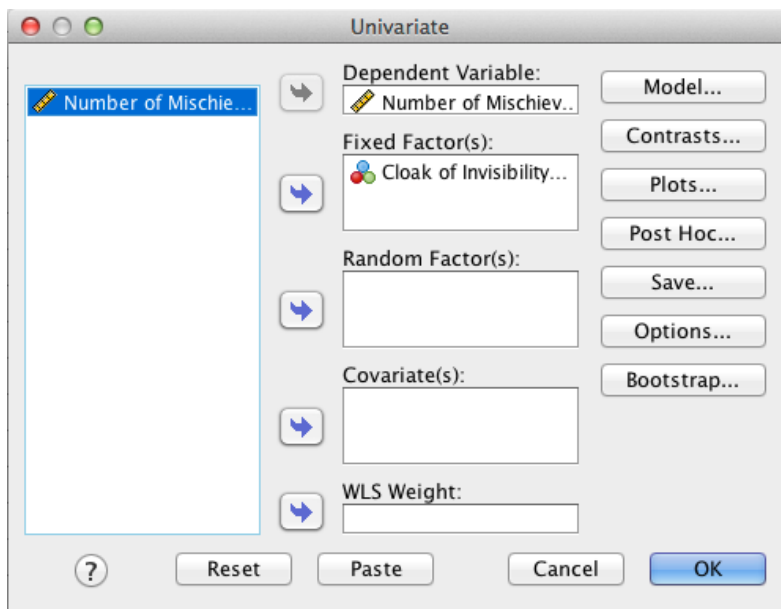 Univariate
Number of Mischie...
Dependent Variable:
Number of Mischiev..
Fixed Factor(s):
Cloak of Invisibility...
Random Factor(s):
Covariate(s):
WLS Weight:
Model...
Contrasts...
Plots...
Post Hoc...
Save...
Options...
Bootstrap...
?
Reset
Paste
Cancel
OK